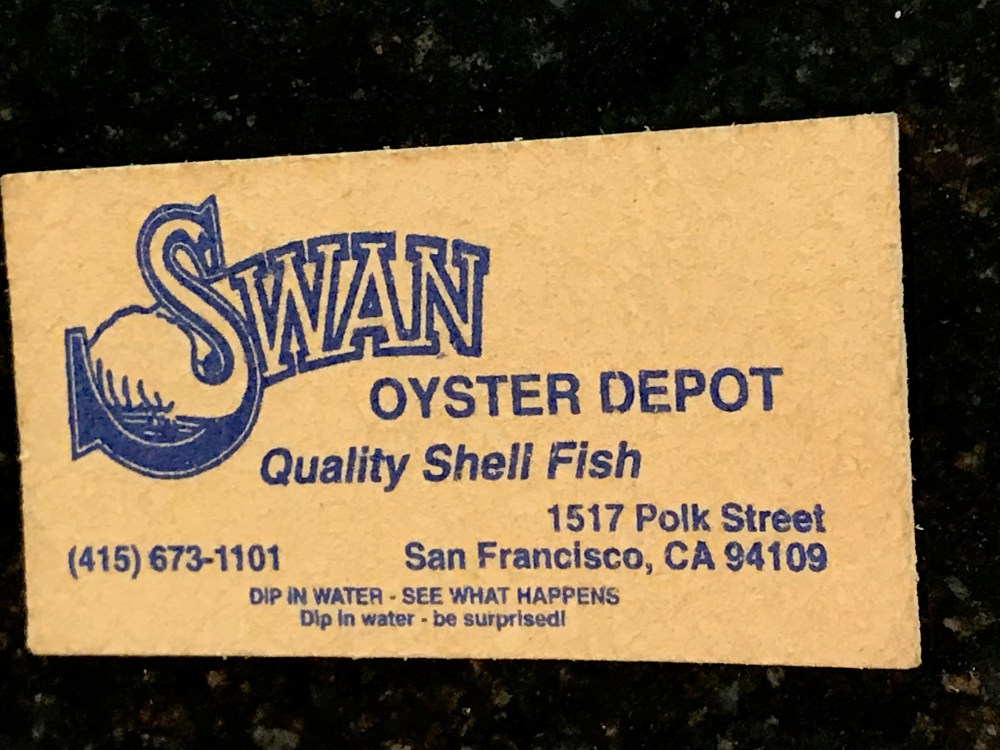 SWAN
OYSTER DEPOT
Quality Shell Fish
1517 Polk Street
(415) 673-1101 San Francisco, CA 94109
DIP IN WATER - SEE WHAT HAPPENS
Dip in water - be surprised!